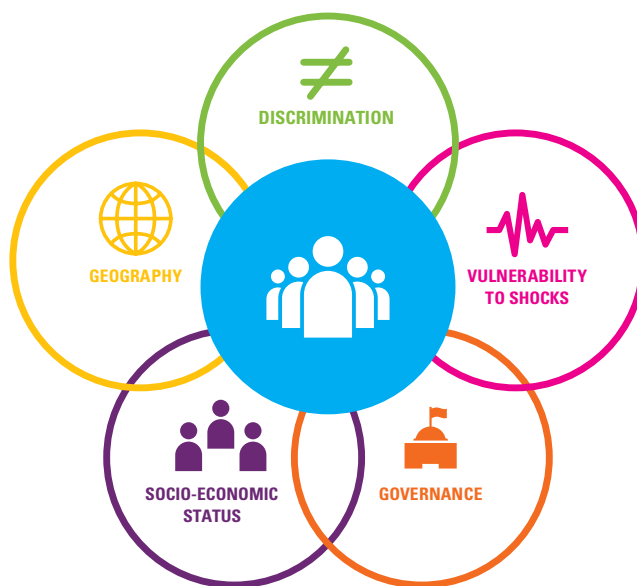 DISCRIMINATION
GEOGRAPHY
VULNERABILITY
TO SHOCKS
SOCIO-ECONOMIC
STATUS
GOVERNANCE